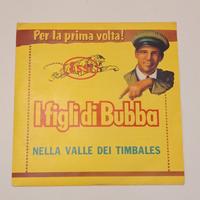 Per la prima volta!
I figli di Bubba
NELLA VALLE DEI TIMBALES